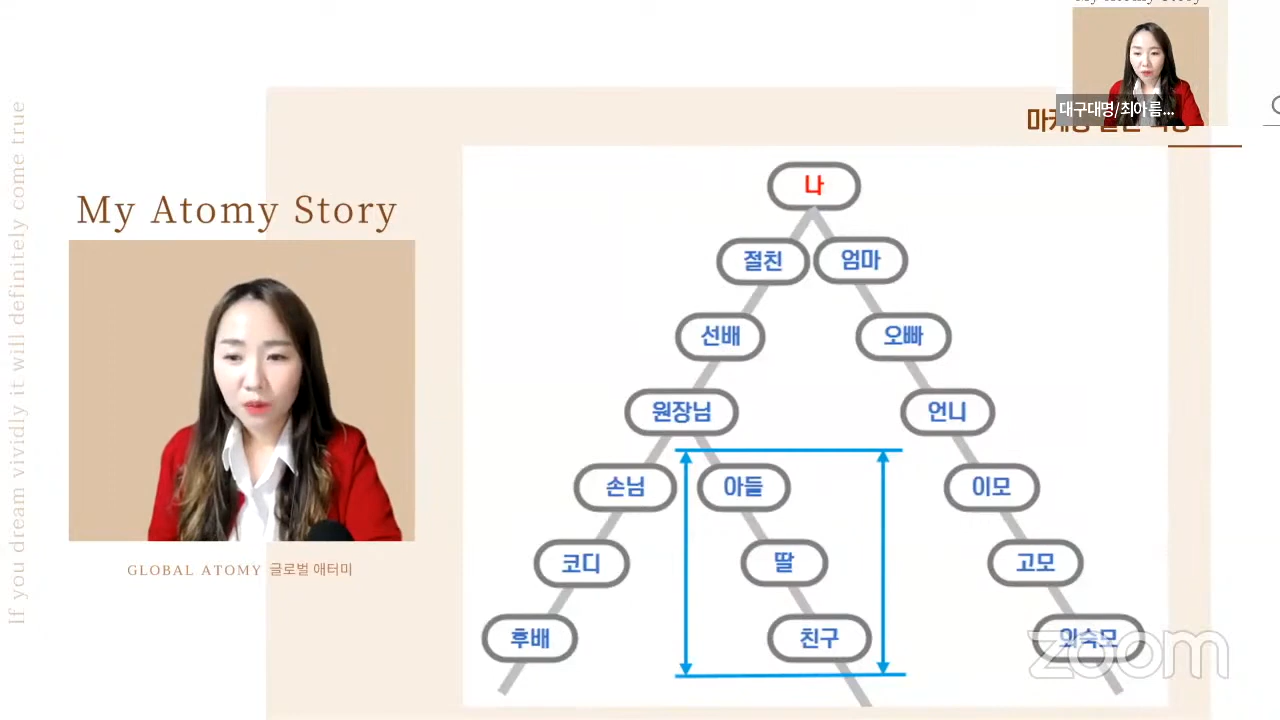 If you dream vividly it will definitely come true
My Atomy Story
GLOBAL ATOMY 글로벌 애터미
My Atomy Story
대구대명/최아름...
나
절친
엄마
선배
오빠
원장님
언니
손님
아들
이모
코디
딸
고모
후배
친구
외숙모
zoom